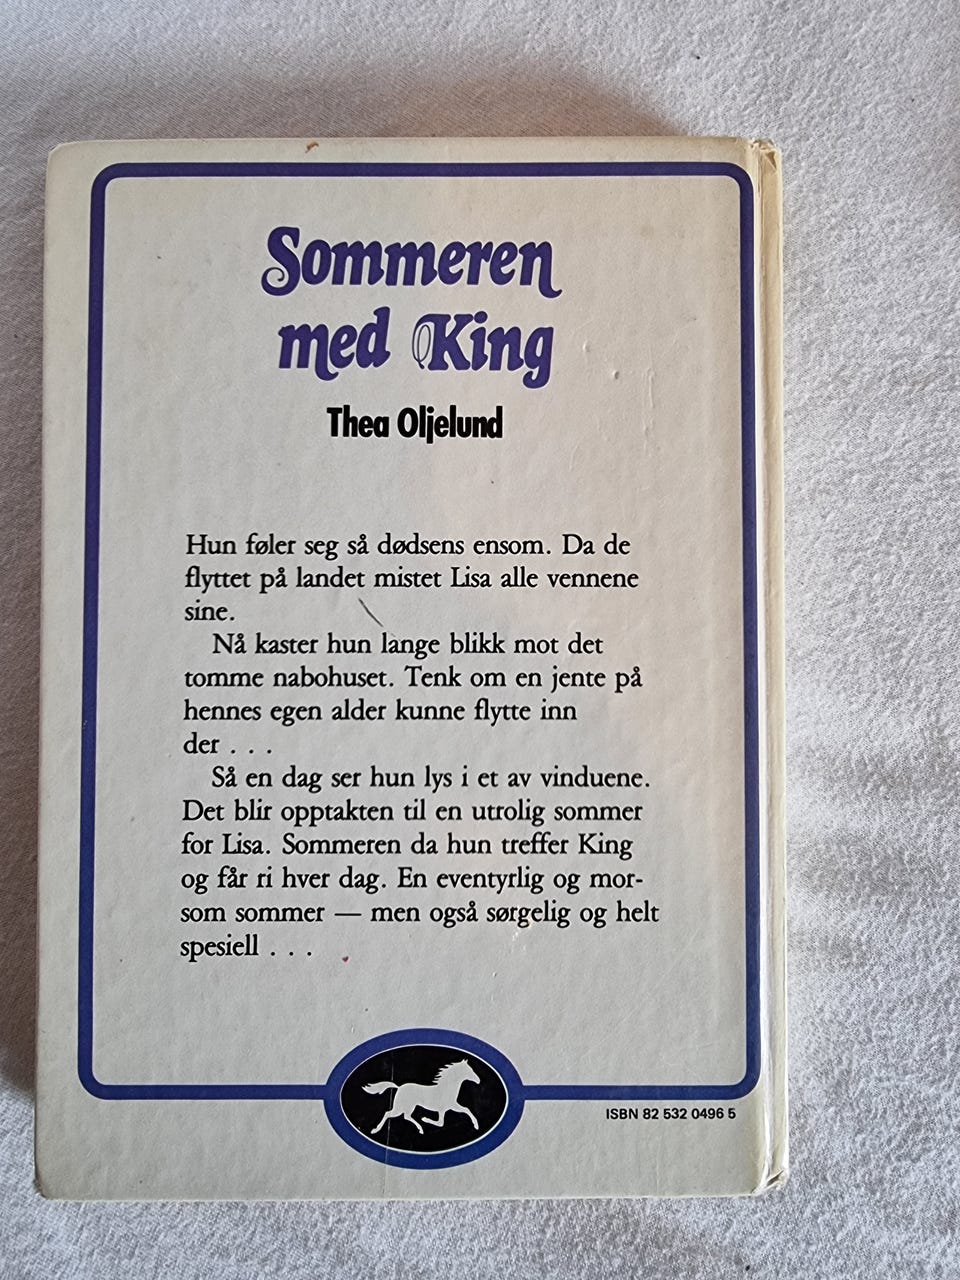 Sommeren
med King
Thea Oljelund
Hun føler seg så dødsens ensom. Da de
flyttet på landet mistet Lisa alle vennene
sine.
Nå kaster hun lange blikk mot det
tomme nabohuset. Tenk om en jente på
hennes egen alder kunne flytte inn
der . . .
Så en dag ser hun lys i et av vinduene.
Det blir opptakten til en utrolig sommer
for Lisa. Sommeren da hun treffer King
og får ri hver dag. En eventyrlig og mor-
som sommer — men også sørgelig og helt
spesiell . . .
ISBN 82 532 0496 5